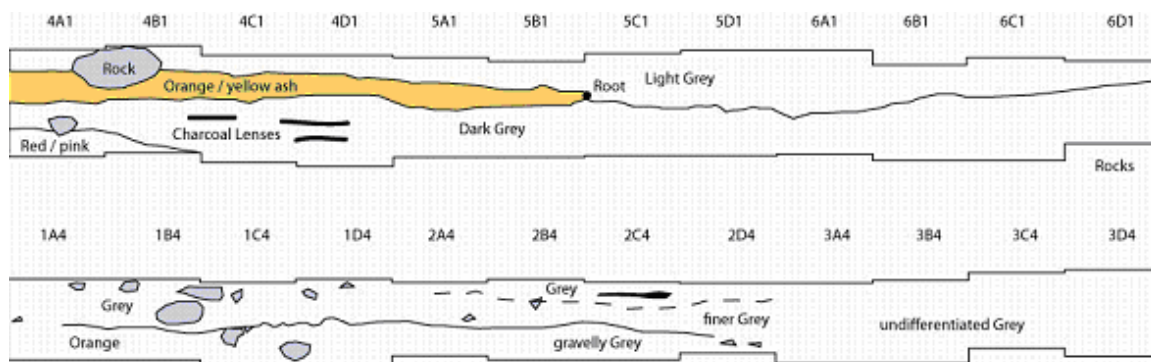 4A1 4B1 4C1 4D1 5A1 5B1 5C1 5D1 6A1 6B1 6C1 6D1
Rock
Orange / yellow ash
Root
Light Grey
Charcoal Lenses
Dark Grey
Red / pink
Rocks
1A4 1B4 1C4 1D4 2A4 2B4 2C4 2D4 3A4 3B4 3C4 3D4
Grey
Grey
finer Grey
undifferentiated Grey
Orange
gravelly Grey